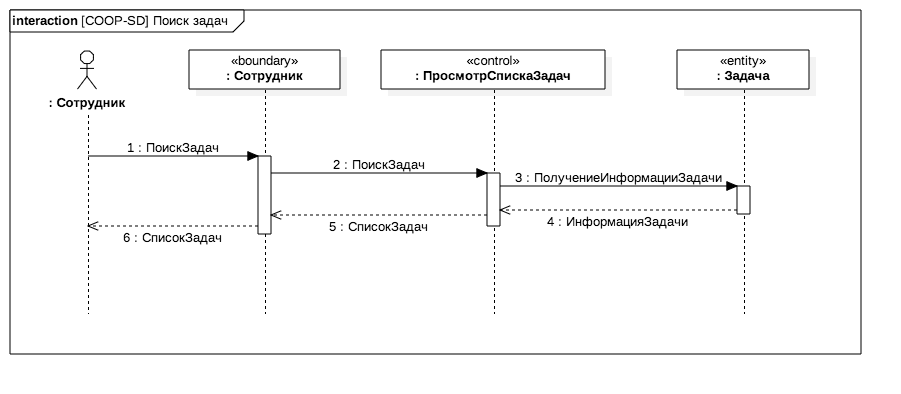 interaction [COOP-SD] Поиск задач
«boundary»
: Сотрудник
«control»
: ПросмотрСпискаЗадач
«entity»
: Задача
: Сотрудник
1 : ПоискЗадач
2 : ПоискЗадач
3 : ПолучениеИнформацииЗадачи
4 : ИнформацияЗадачи
5 : СписокЗадач
6 : СписокЗадач